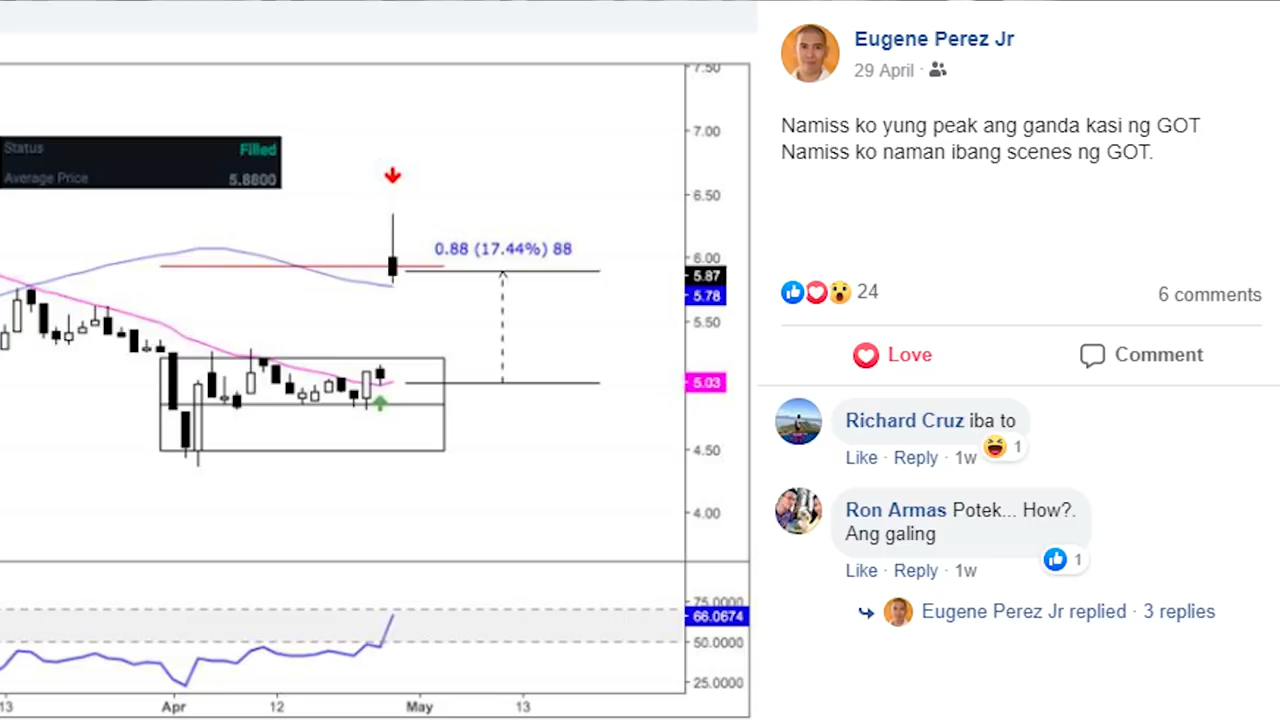 7.50
Status Filled
Average Price 5.8800
7.00
6.50
0.88 (17.44%) 88
6.00
5.87
5.78
5.50
5.03
4.50
4.00
75.0000
66.0674
50.0000
25.0000
13 Apr 12 May 13
Eugene Perez Jr
29 April ·
Namiss ko yung peak ang ganda kasi ng GOT
Namiss ko naman ibang scenes ng GOT.
24
6 comments
Love Comment
Richard Cruz iba to
Like · Reply · 1w 1
Ron Armas Potek... How?.
Ang galing
1
Like · Reply · 1w
Eugene Perez Jr replied · 3 replies